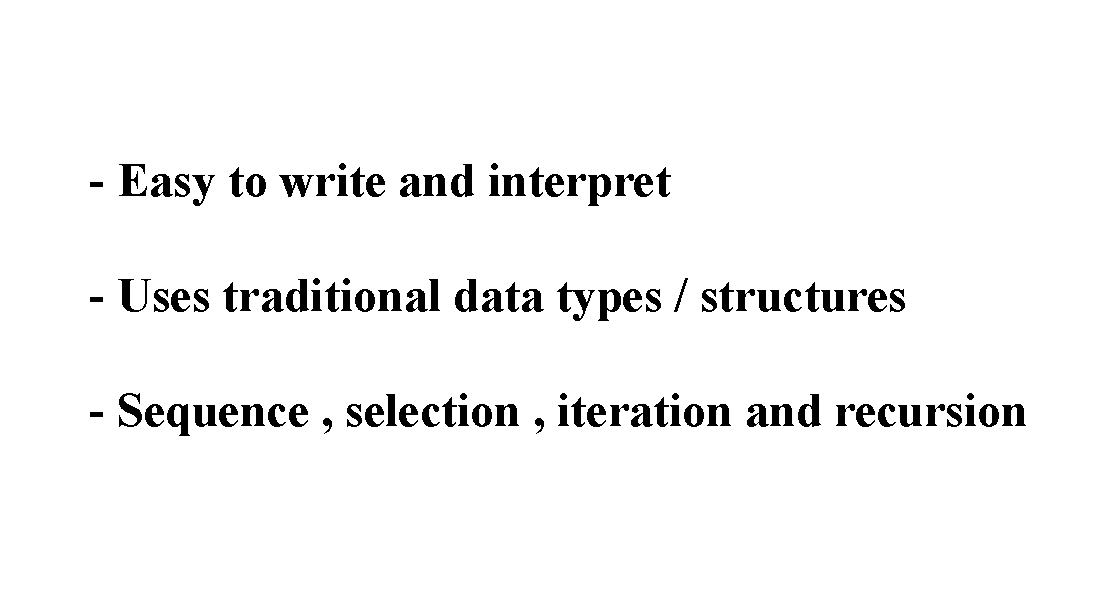 - Easy to write and interpret
- Uses traditional data types / structures
- Sequence , selection , iteration and recursion